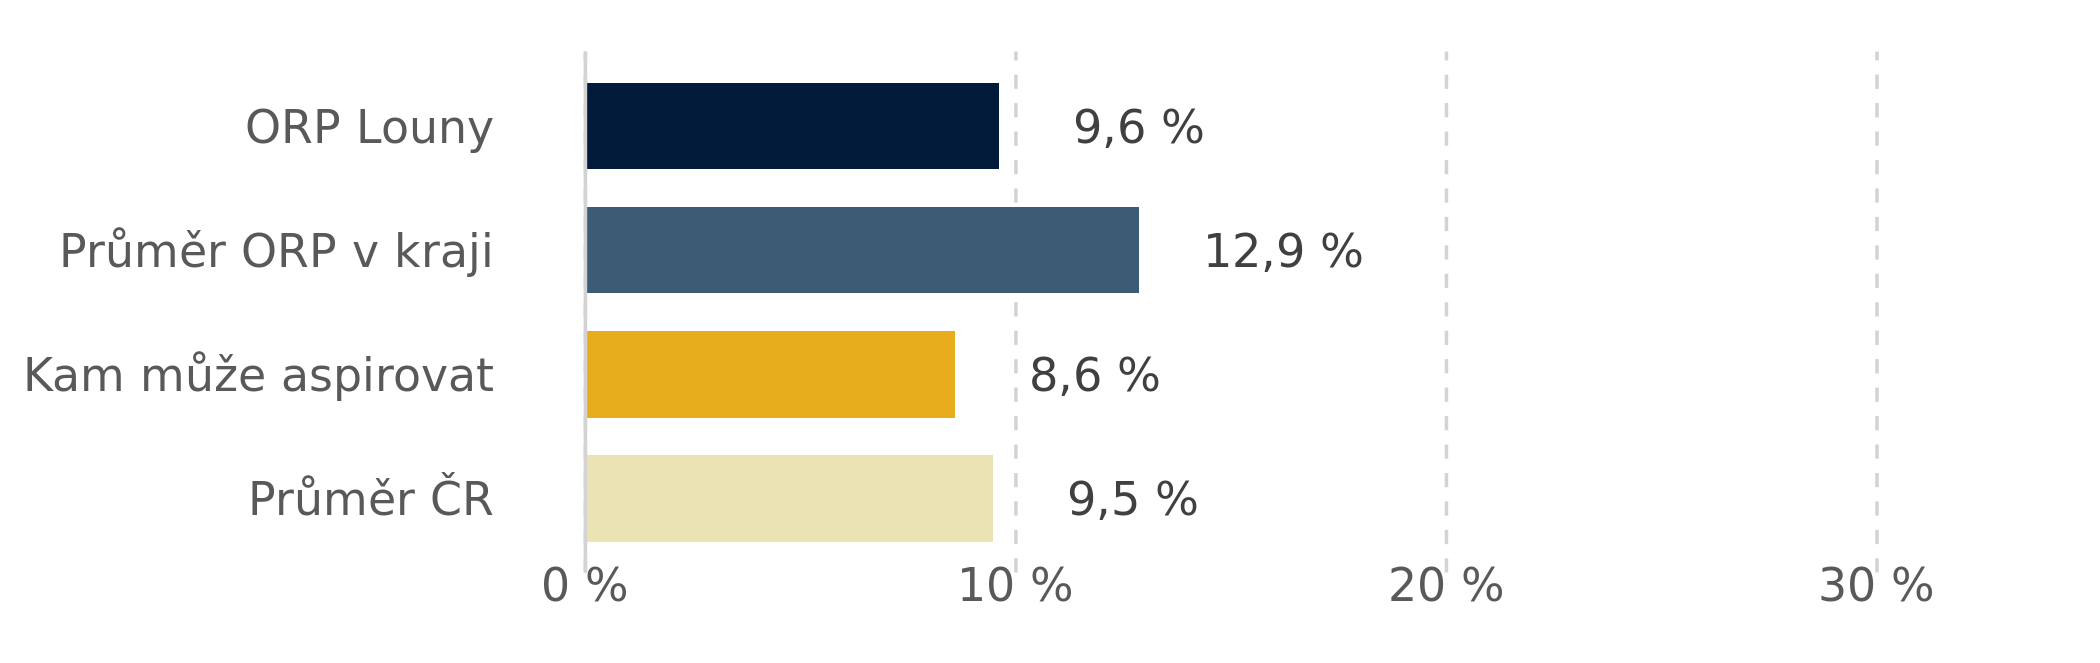 ORP Louny 9,6 %
Průměr ORP v kraji 12,9 %
Kam může aspirovat 8,6 %
Průměr ČR 9,5 %
0 % 10 % 20 % 30 %